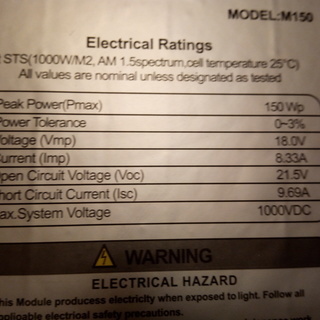 MODEL:M150
Electrical Ratings
STS(1000W/M2, AM 1.5spectrum,cell temperature 25°C)
All values are nominal unless designated as tested
Peak Power(Pmax) 150 Wp
Power Tolerance 0~3%
Voltage (Vmp) 18.0V
Current (Imp) 8.33A
Open Circuit Voltage (Voc) 21.5V
Short Circuit Current (Isc) 9.69A
ax.System Voltage 1000VDC
WARNING
ELECTRICAL HAZARD
This Module producess electricity when exposed to light. Follow all
applicable electrical safety precautions.